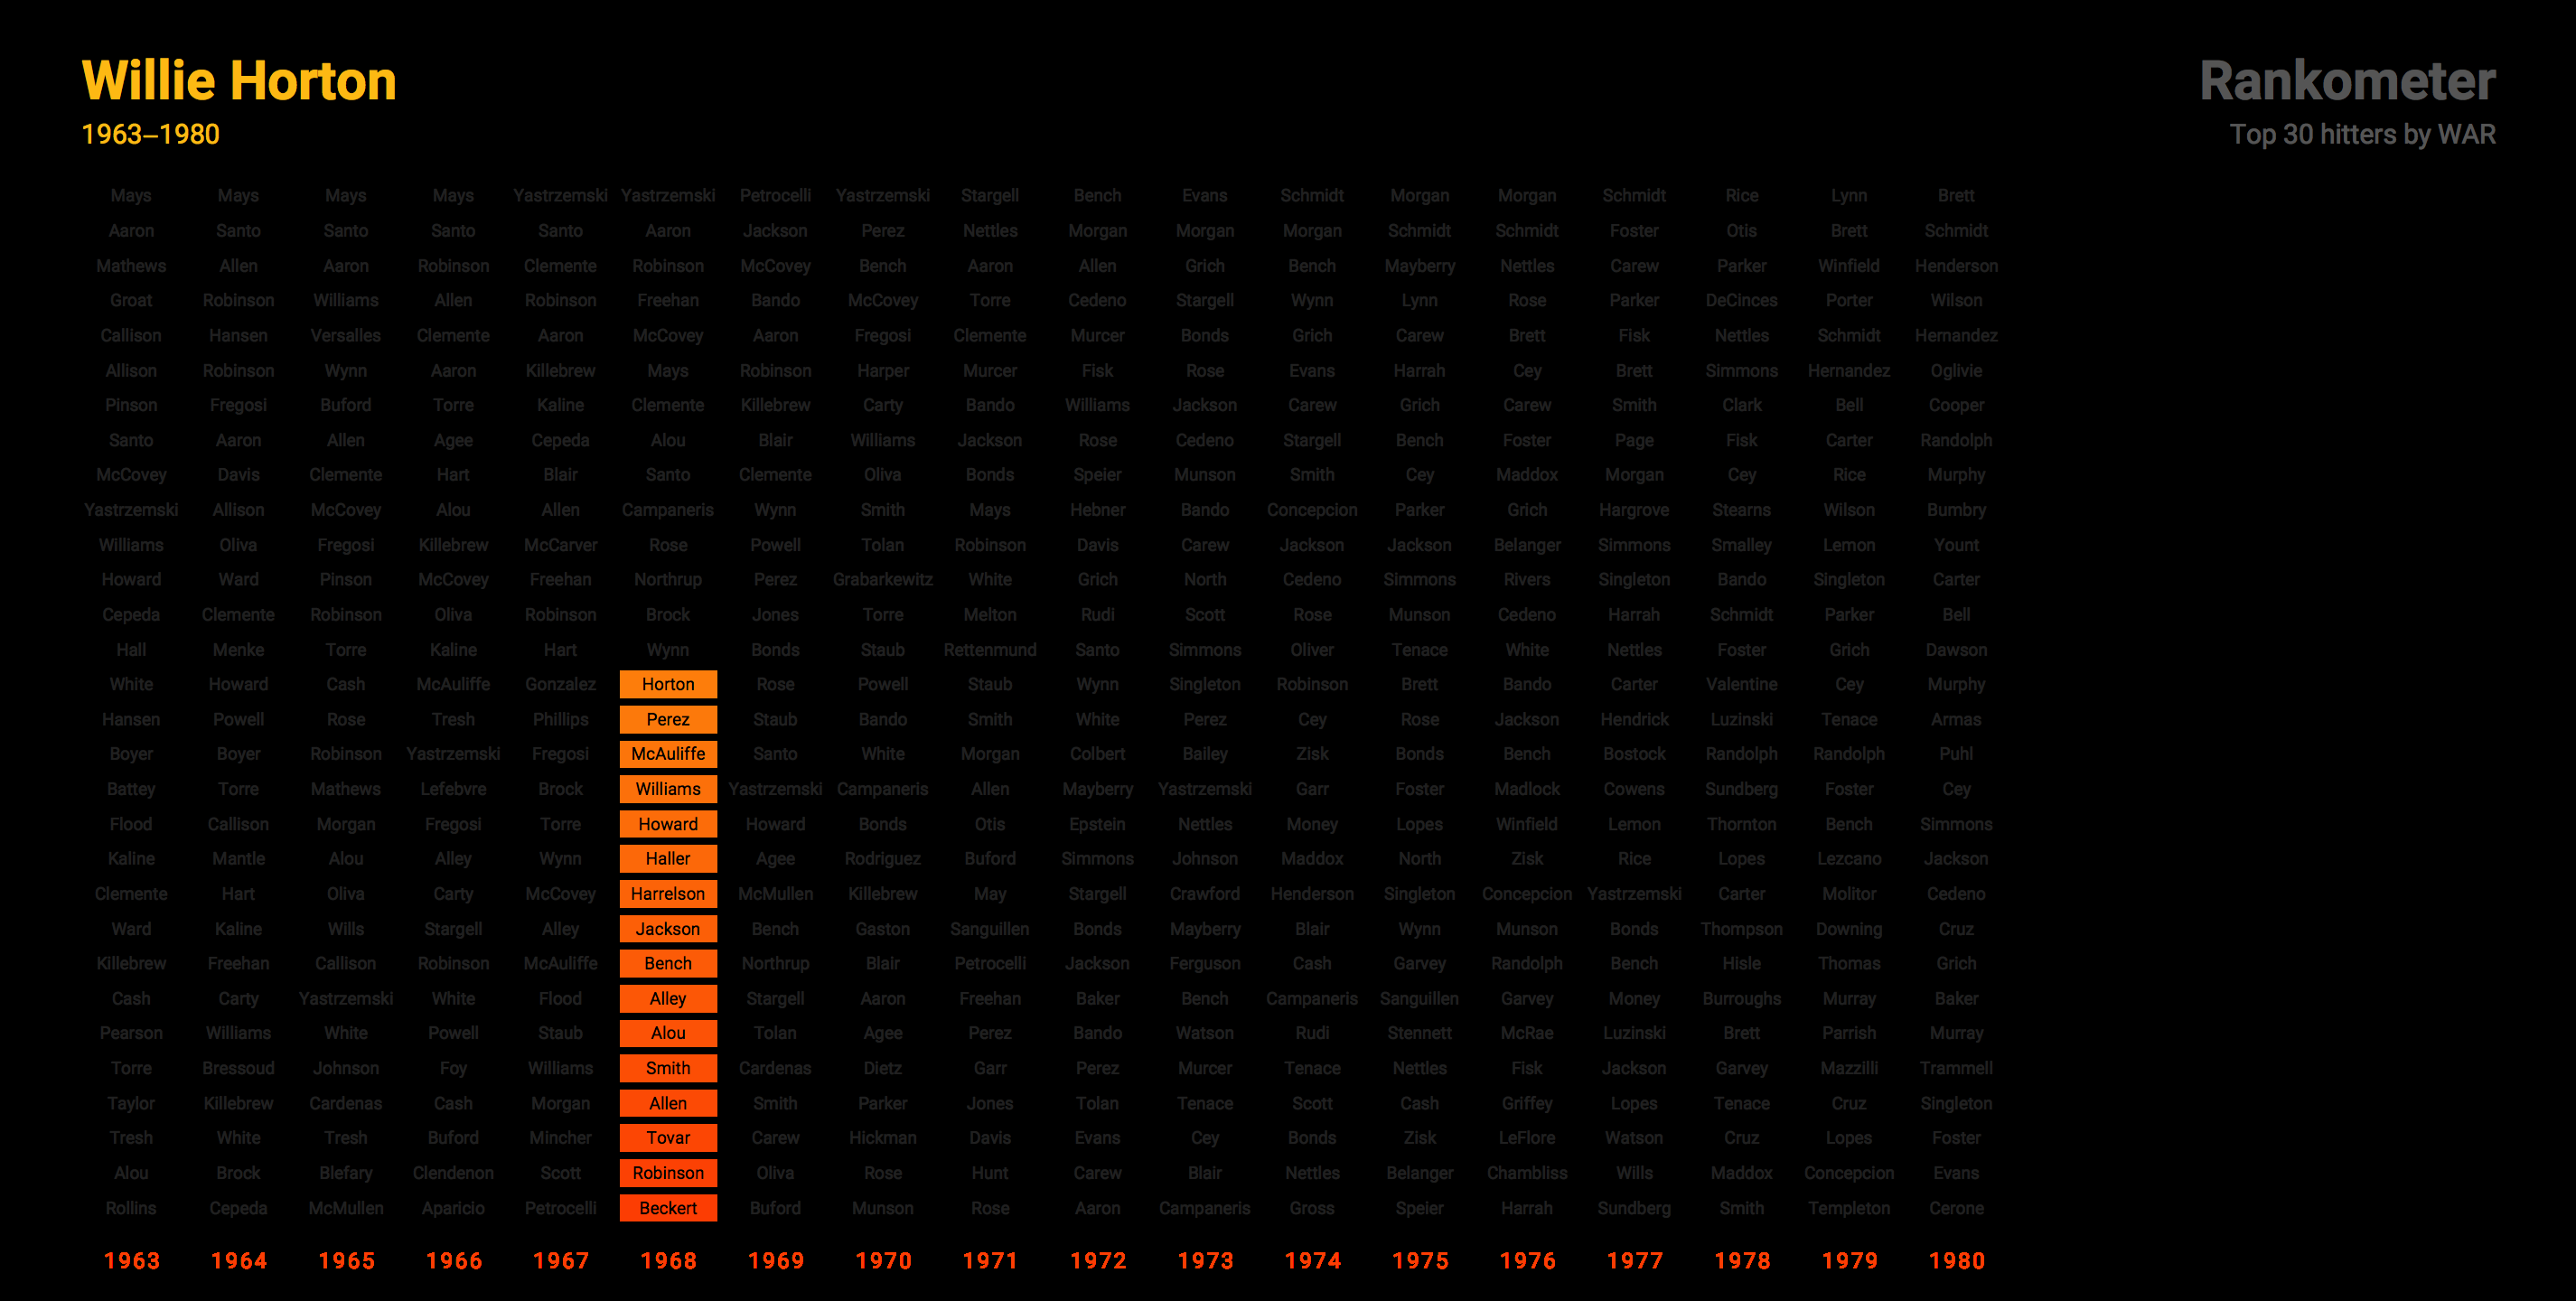 Willie Horton Rankometer
1963–1980 Top 30 hitters by WAR
Mays Mays Mays Mays Yastrzemski Yastrzemski Petrocelli Yastrzemski Stargell Bench Evans Schmidt Morgan Morgan Schmidt Rice Lynn Brett
Aaron Santo Santo Santo Santo Aaron Jackson Perez Nettles Morgan Morgan Morgan Schmidt Schmidt Foster Otis Brett Schmidt
Mathews Allen Aaron Robinson Clemente Robinson McCovey Bench Aaron Allen Grich Bench Mayberry Nettles Carew Parker Winfield Henderson
Groat Robinson Williams Allen Robinson Freehan Bando McCovey Torre Cedeno Stargell Wynn Lynn Rose Parker DeCinces Porter Wilson
Callison Hansen Versalles Clemente Aaron McCovey Aaron Fregosi Clemente Murcer Bonds Grich Carew Brett Fisk Nettles Schmidt Hernandez
Allison Robinson Wynn Aaron Killebrew Mays Robinson Harper Murcer Fisk Rose Evans Harrah Cey Brett Simmons Hernandez Oglivie
Pinson Fregosi Buford Torre Kaline Clemente Killebrew Carty Bando Williams Jackson Carew Grich Carew Smith Clark Bell Cooper
Santo Aaron Allen Agee Cepeda Alou Blair Williams Jackson Rose Cedeno Stargell Bench Foster Page Fisk Carter Randolph
McCovey Davis Clemente Hart Blair Santo Clemente Oliva Bonds Speier Munson Smith Cey Maddox Morgan Cey Rice Murphy
Yastrzemski Allison McCovey Alou Allen Campaneris Wynn Smith Mays Hebner Bando Concepcion Parker Grich Hargrove Stearns Wilson Bumbry
Williams Oliva Fregosi Killebrew McCarver Rose Powell Tolan Robinson Davis Carew Jackson Jackson Belanger Simmons Smalley Lemon Yount
Howard Ward Pinson McCovey Freehan Northrup Perez Grabarkewitz White Grich North Cedeno Simmons Rivers Singleton Bando Singleton Carter
Cepeda Clemente Robinson Oliva Robinson Brock Jones Torre Melton Rudi Scott Rose Munson Cedeno Harrah Schmidt Parker Bell
Hall Menke Torre Kaline Hart Wynn Bonds Staub Rettenmund Santo Simmons Oliver Tenace White Nettles Foster Grich Dawson
White Howard Cash McAuliffe Gonzalez Horton Rose Powell Staub Wynn Singleton Robinson Brett Bando Carter Valentine Cey Murphy
Hansen Powell Rose Tresh Phillips Perez Staub Bando Smith White Perez Cey Rose Jackson Hendrick Luzinski Tenace Armas
Boyer Boyer Robinson Yastrzemski Fregosi McAuliffe Santo White Morgan Colbert Bailey Zisk Bonds Bench Bostock Randolph Randolph Puhl
Battey Torre Mathews Lefebvre Brock Williams Yastrzemski Campaneris Allen Mayberry Yastrzemski Garr Foster Madlock Cowens Sundberg Foster Cey
Flood Callison Morgan Fregosi Torre Howard Howard Bonds Otis Epstein Nettles Money Lopes Winfield Lemon Thornton Bench Simmons
Kaline Mantle Alou Alley Wynn Haller Agee Rodriguez Buford Simmons Johnson Maddox North Zisk Rice Lopes Lezcano Jackson
Clemente Hart Oliva Carty McCovey Harrelson McMullen Killebrew May Stargell Crawford Henderson Singleton Concepcion Yastrzemski Carter Molitor Cedeno
Ward Kaline Wills Stargell Alley Jackson Bench Gaston Sanguillen Bonds Mayberry Blair Wynn Munson Bonds Thompson Downing Cruz
Killebrew Freehan Callison Robinson McAuliffe Bench Northrup Blair Petrocelli Jackson Ferguson Cash Garvey Randolph Bench Hisle Thomas Grich
Cash Carty Yastrzemski White Flood Alley Stargell Aaron Freehan Baker Bench Campaneris Sanguillen Garvey Money Burroughs Murray Baker
Pearson Williams White Powell Staub Alou Tolan Agee Perez Bando Watson Rudi Stennett McRae Luzinski Brett Parrish Murray
Torre Bressoud Johnson Foy Williams Smith Cardenas Dietz Garr Perez Murcer Tenace Nettles Fisk Jackson Garvey Mazzilli Trammell
Taylor Killebrew Cardenas Cash Morgan Allen Smith Parker Jones Tolan Tenace Scott Cash Griffey Lopes Tenace Cruz Singleton
Tresh White Tresh Buford Mincher Tovar Carew Hickman Davis Evans Cey Bonds Zisk LeFlore Watson Cruz Lopes Foster
Alou Brock Blefary Clendenon Scott Robinson Oliva Rose Hunt Carew Blair Nettles Belanger Chambliss Wills Maddox Concepcion Evans
Rollins Cepeda McMullen Aparicio Petrocelli Beckert Buford Munson Rose Aaron Campaneris Gross Speier Harrah Sundberg Smith Templeton Cerone
1963 1964 1965 1966 1967 1968 1969 1970 1971 1972 1973 1974 1975 1976 1977 1978 1979 1980